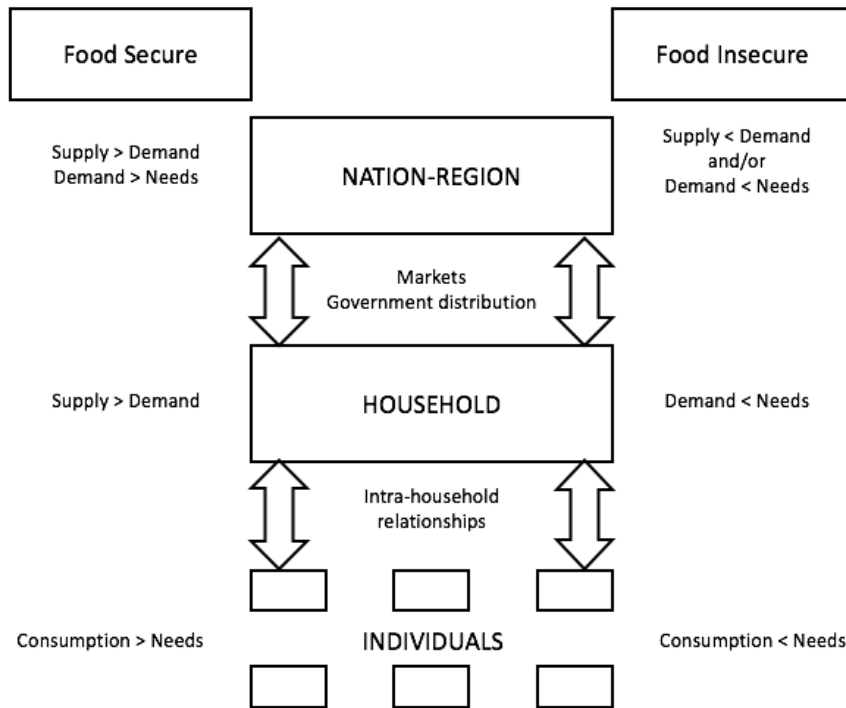 Food Secure
Food Insecure
Supply > Demand
Demand > Needs
NATION-REGION
Supply < Demand
and/or
Demand < Needs
Markets
Government distribution
Supply > Demand
HOUSEHOLD
Demand < Needs
Intra-household
relationships
Consumption > Needs
INDIVIDUALS
Consumption < Needs